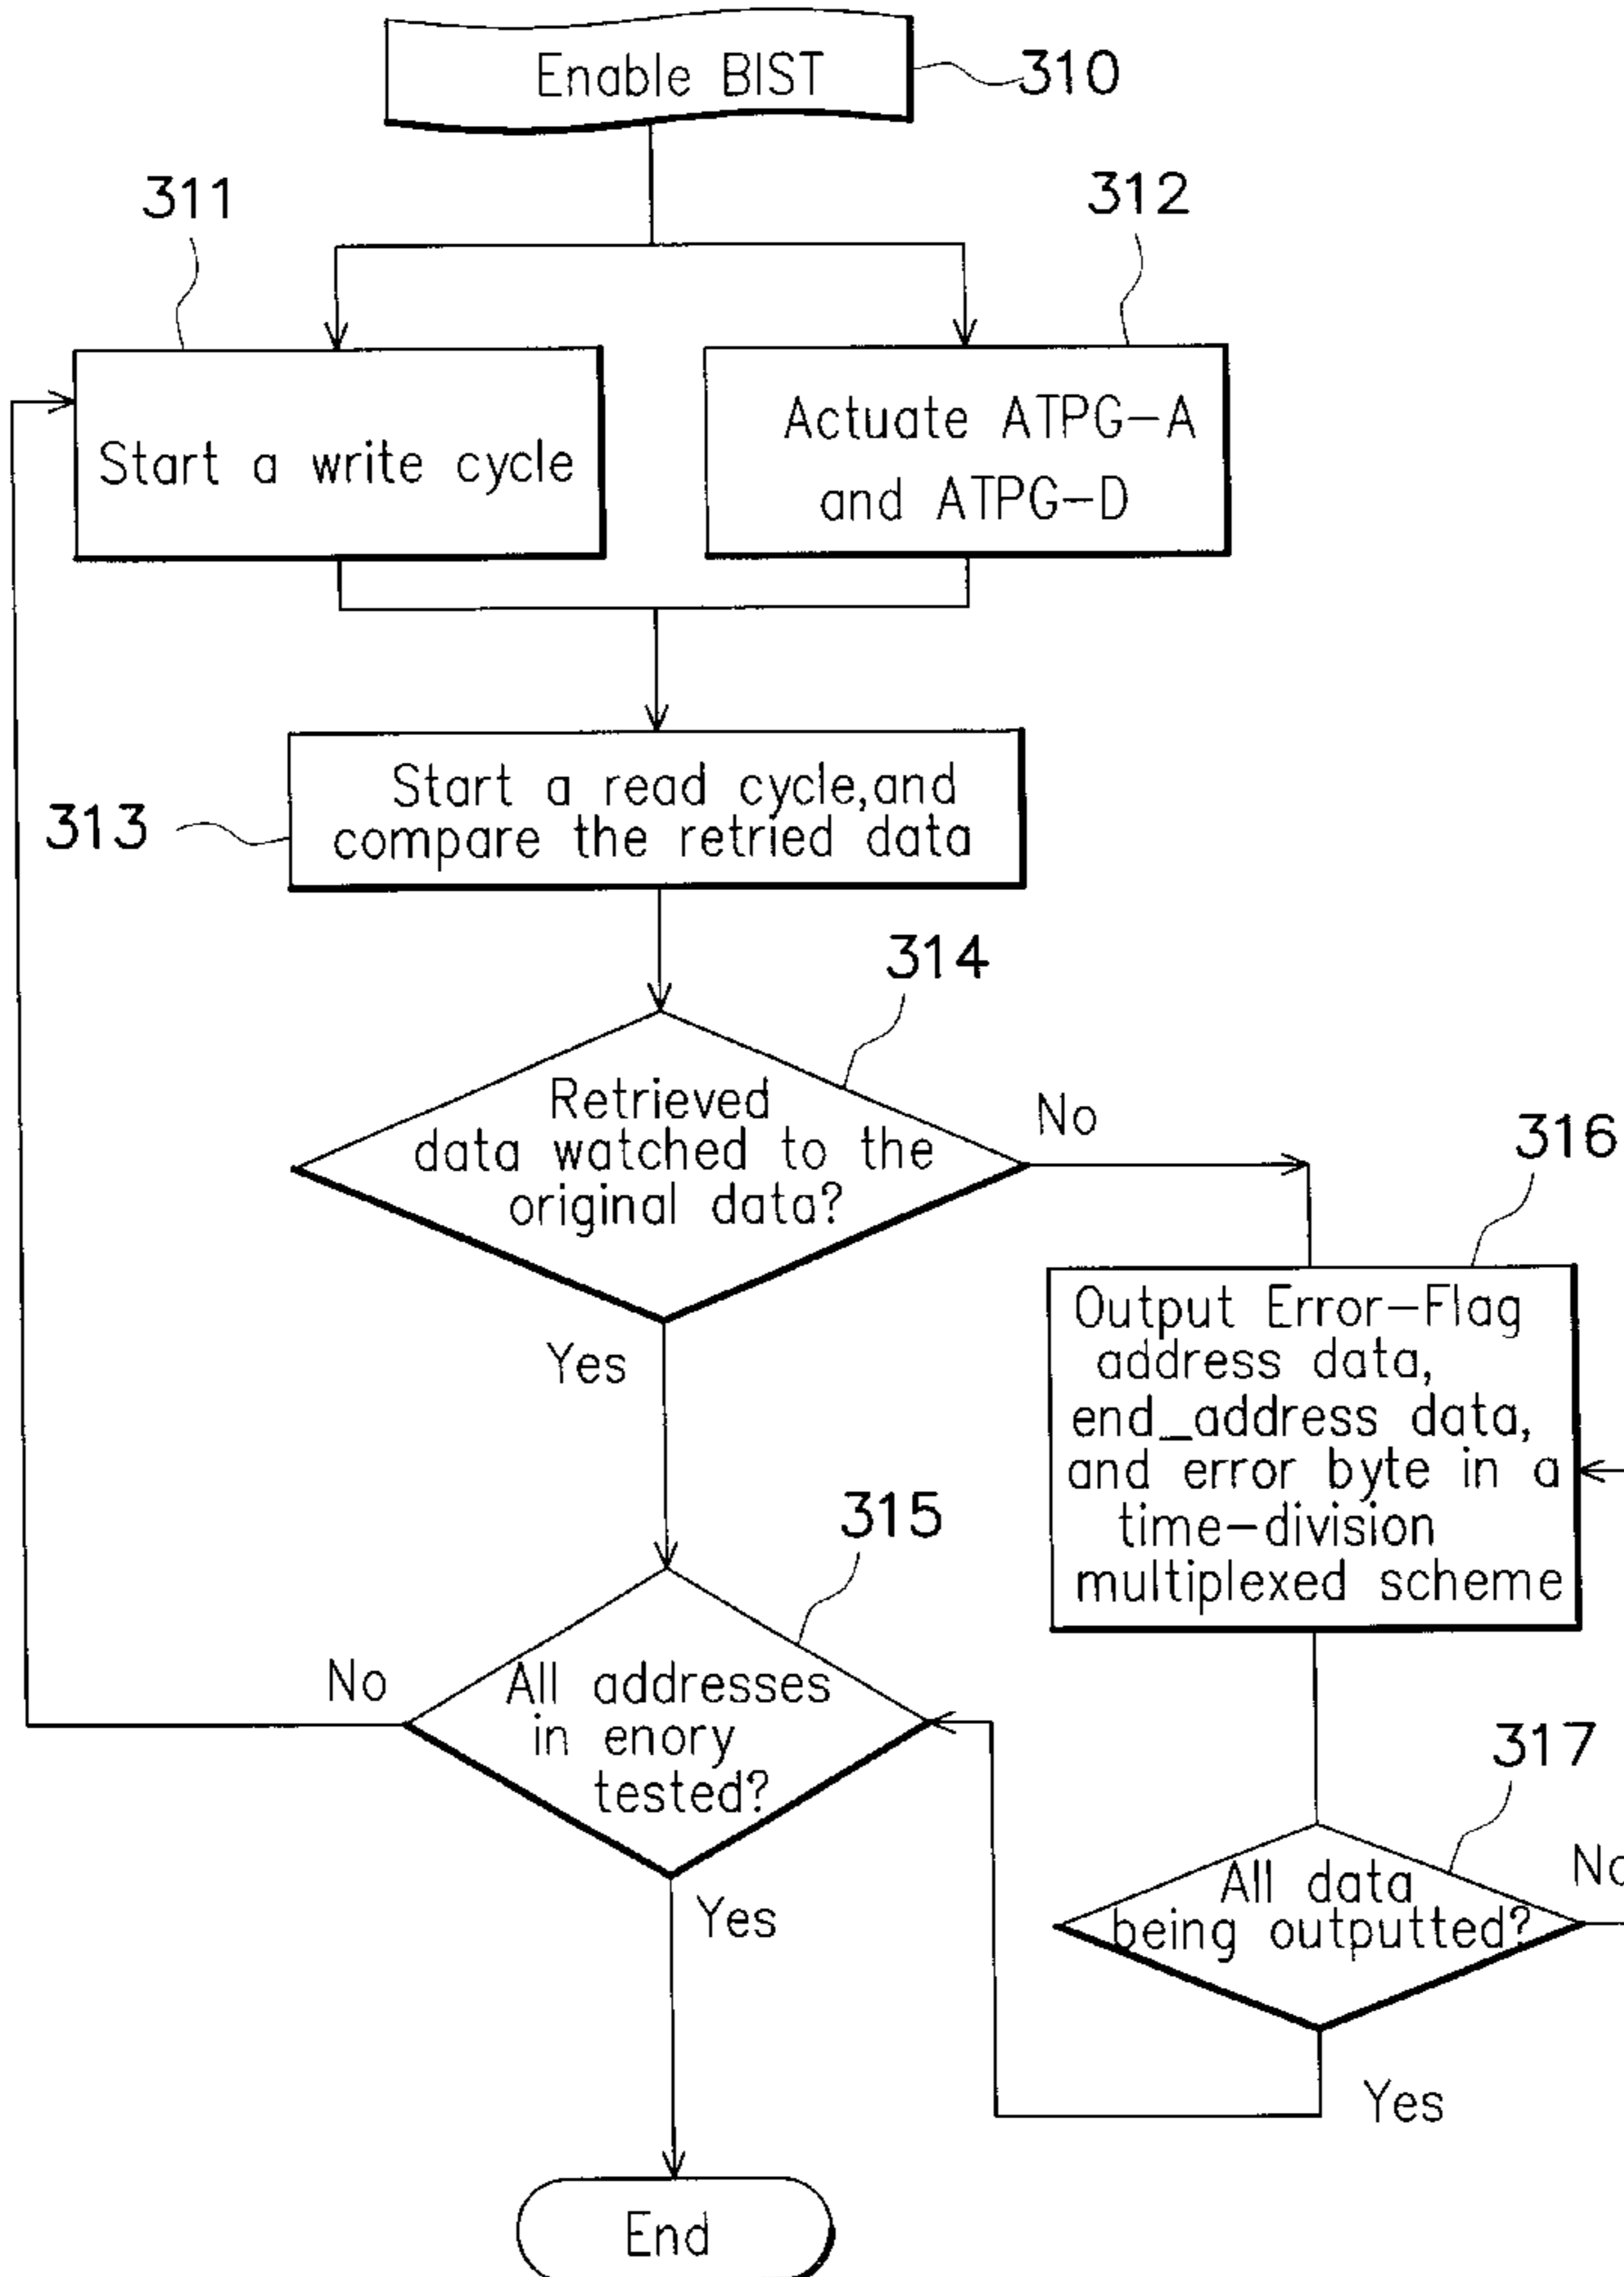 Enable BIST
310
311
312
Start a write cycle
Actuate ATPG-A
and ATPG-D
313
Start a read cycle,and
compare the retried data
314
Retrieved
data watched to the
original data?
No
Yes
316
Output Error-Flag
address data,
end_address data,
and error byte in a
time-division
multiplexed scheme
315
No
All addresses
in enory
tested?
Yes
317
All data
being outputted?
Yes
End